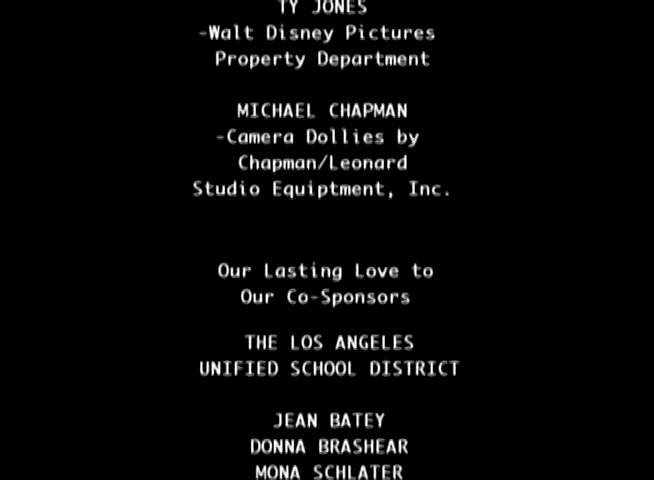 TY JONES
-Walt Disney Pictures
Property Department
MICHAEL CHAPMAN
-Camera Dollies by
Chapman/Leonard
Studio Equiptment, Inc.
Our Lasting Love to
Our Co-Sponsors
THE LOS ANGELES
UNIFIED SCHOOL DISTRICT
JEAN BATEY
DONNA BRASHEAR
MONA SCHLATER